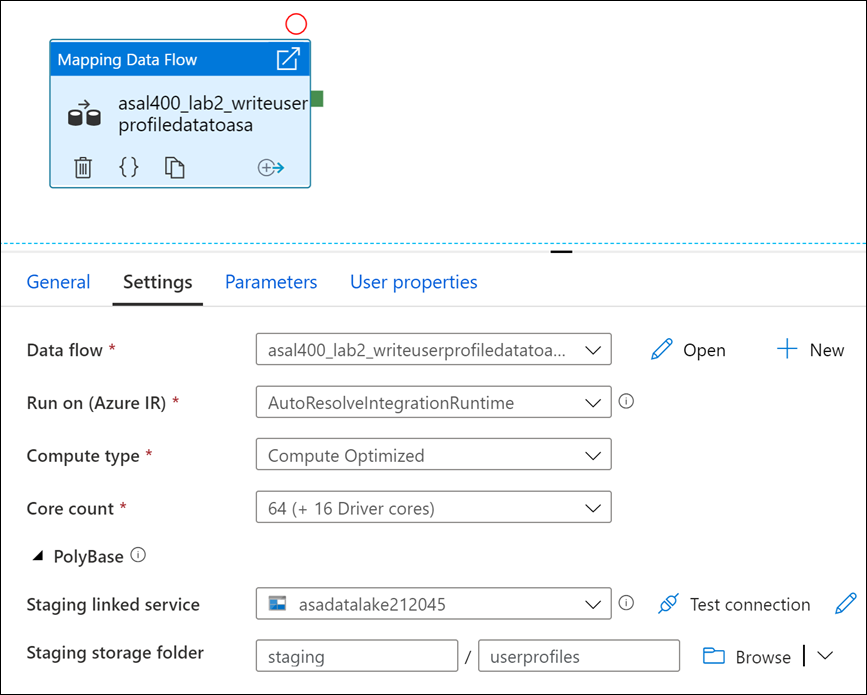 Mapping Data Flow
asal400_lab2_writeuser
profiledatatoasa
General Settings Parameters User properties
Data flow * asal400_lab2_writeuserprofiledatatoa... Open New
Run on (Azure IR) * AutoResolveIntegrationRuntime
Compute type * Compute Optimized
Core count * 64 (+ 16 Driver cores)
PolyBase
Staging linked service asadatalake212045 Test connection
Staging storage folder staging / userprofiles Browse